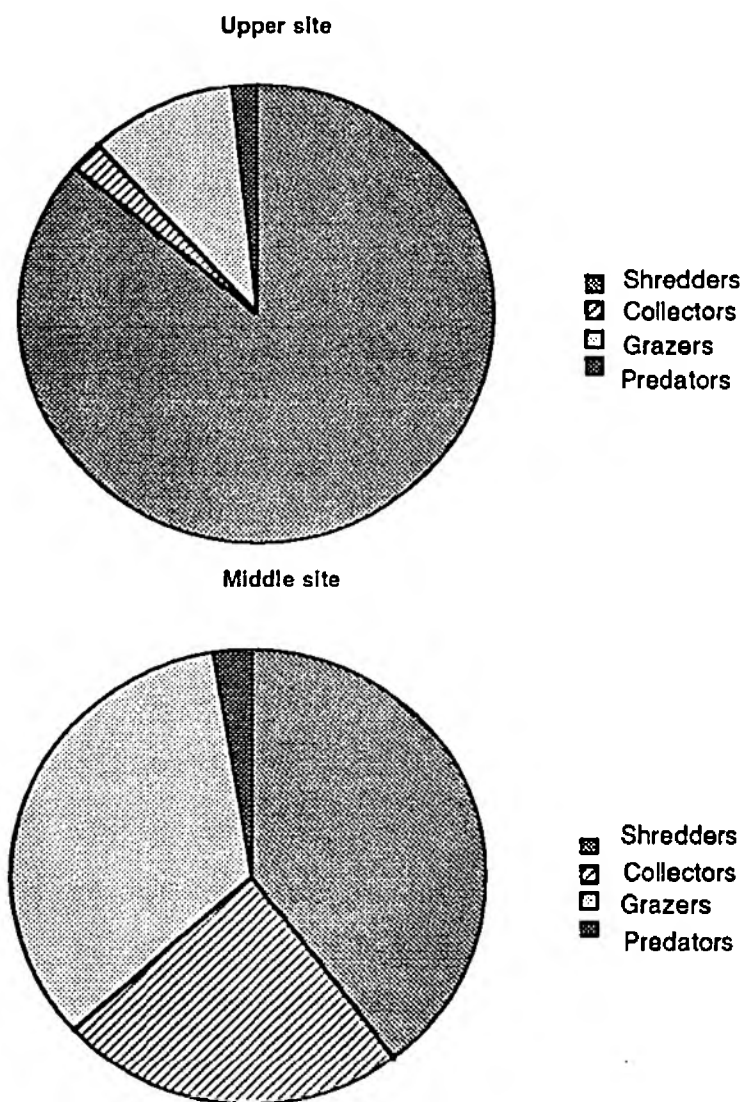 Upper site
Shredders
Collectors
Grazers
Predators
Middle site
Shredders
Collectors
Grazers
Predators